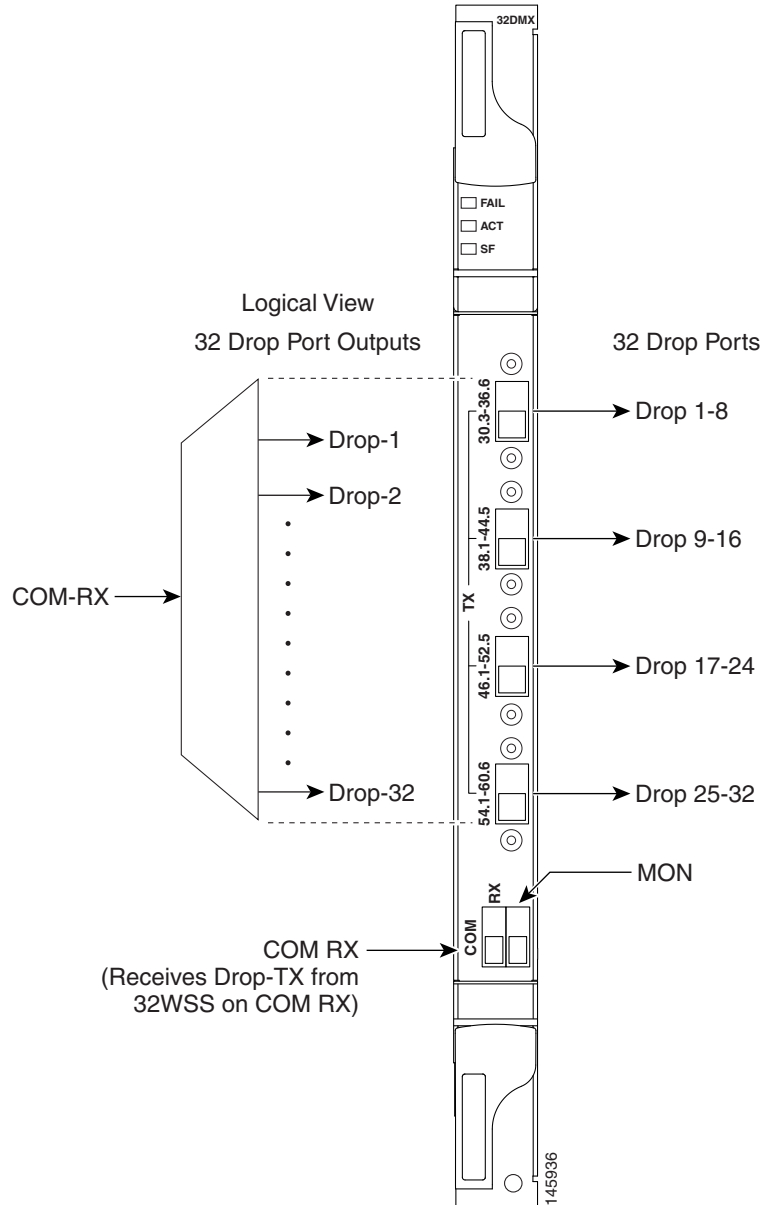 32DMX
FAIL
ACT
SF
Logical View
32 Drop Port Outputs
32 Drop Ports
30.3-36.6
Drop 1-8
Drop-1
Drop-2
38.1-44.5
Drop 9-16
COM-RX
TX
46.1-52.5
Drop 17-24
Drop-32
54.1-60.6
Drop 25-32
MON
RX
COM
COM RX
(Receives Drop-TX from
32WSS on COM RX)
145936